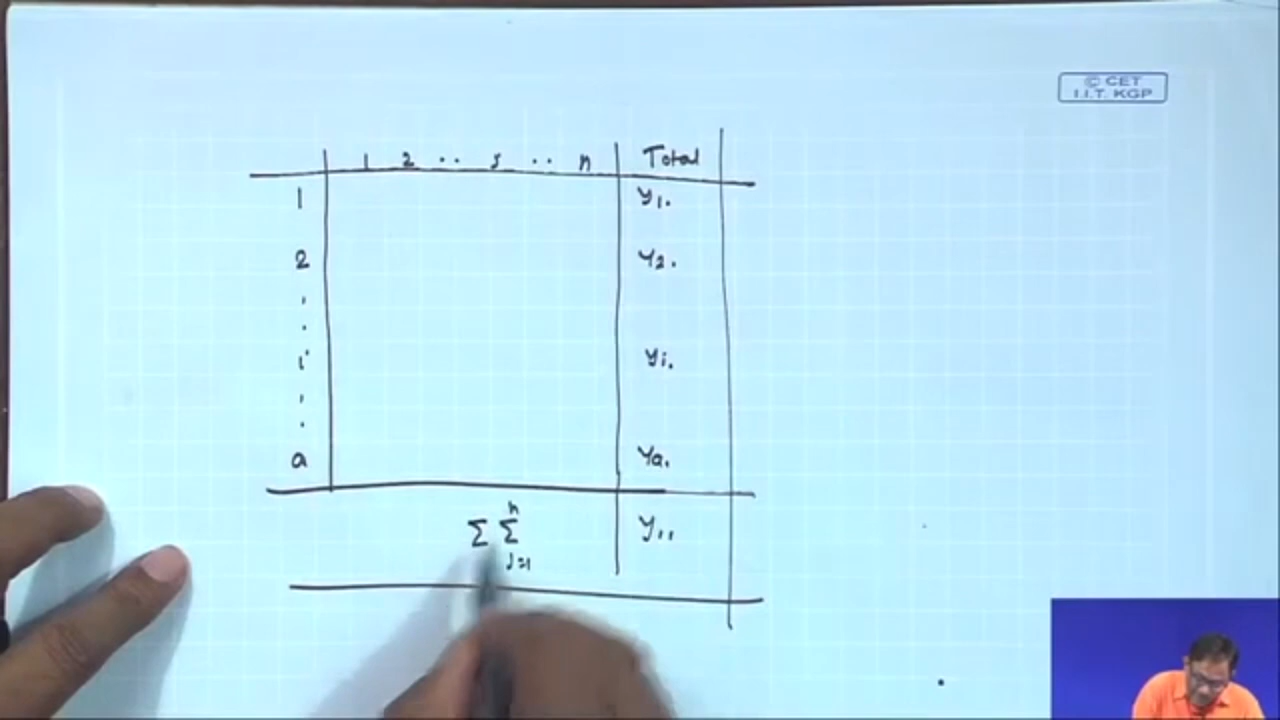 © CET
I.I.T. KGP
1 2 .. j .. n Total
1 y1.
2 y2.
.
.
i yi.
.
.
a ya.
n
Σ Σ y..
j=1